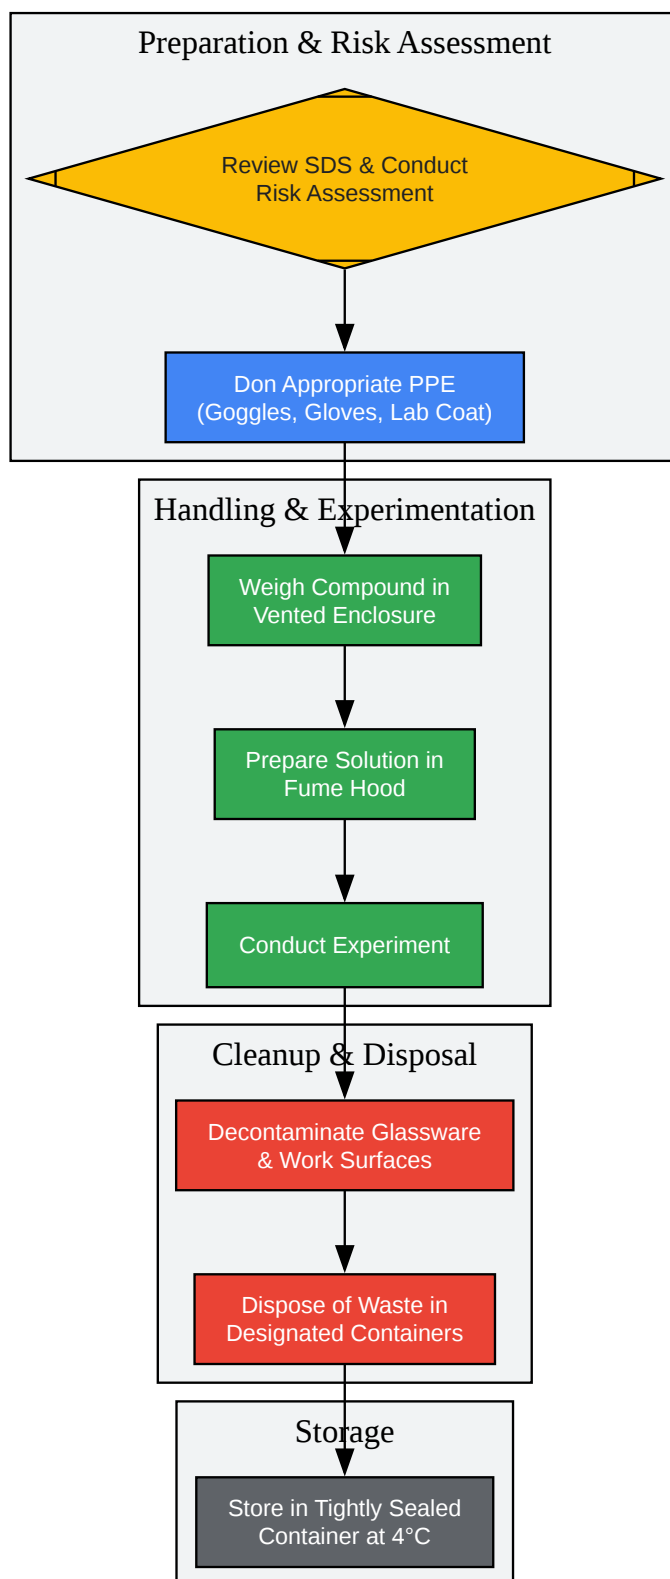 Preparation & Risk Assessment
Review SDS & Conduct
Risk Assessment
Don Appropriate PPE
(Goggles, Gloves, Lab Coat)
Handling & Experimentation
Weigh Compound in
Vented Enclosure
Prepare Solution in
Fume Hood
Conduct Experiment
Cleanup & Disposal
Decontaminate Glassware
& Work Surfaces
Dispose of Waste in
Designated Containers
Storage
Store in Tightly Sealed
Container at 4°C